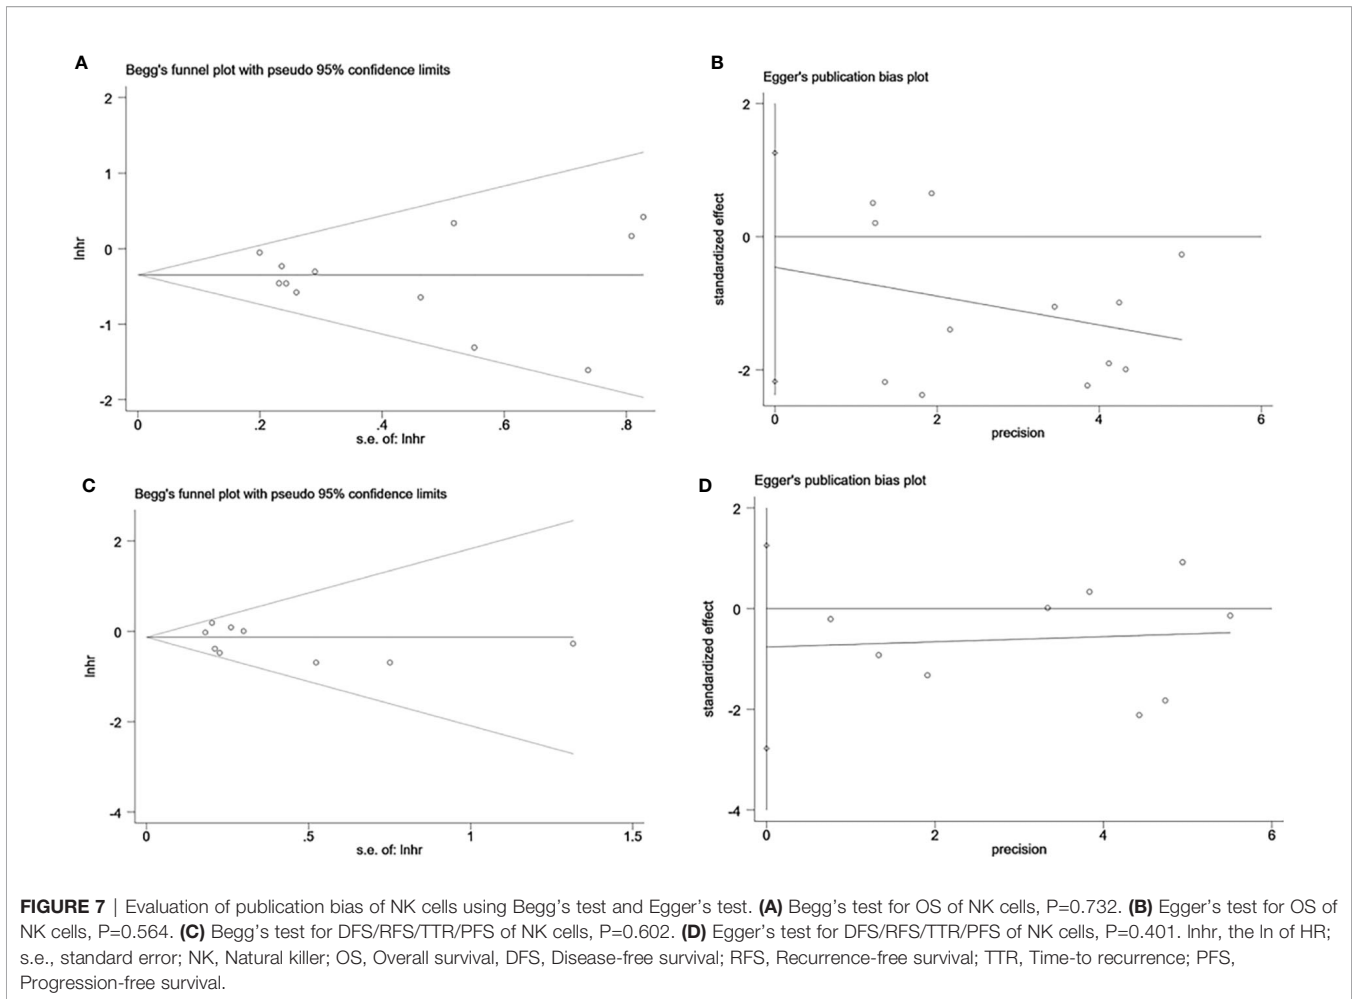 A
Begg's funnel plot with pseudo 95% confidence limits
2
1
0
-1
-2
lnhr
0
.2
.4
.6
.8
s.e. of: lnhr
B
Egger's publication bias plot
2
0
-2
standardized effect
0
2
4
6
precision
C
Begg's funnel plot with pseudo 95% confidence limits
2
0
-2
-4
lnhr
0
.5
1
1.5
s.e. of: lnhr
D
Egger's publication bias plot
2
0
-2
-4
standardized effect
0
2
4
6
precision
FIGURE 7 | Evaluation of publication bias of NK cells using Begg's test and Egger's test. (A) Begg's test for OS of NK cells, P=0.732. (B) Egger's test for OS of
NK cells, P=0.564. (C) Begg's test for DFS/RFS/TTR/PFS of NK cells, P=0.602. (D) Egger's test for DFS/RFS/TTR/PFS of NK cells, P=0.401. lnhr, the ln of HR;
s.e., standard error; NK, Natural killer; OS, Overall survival, DFS, Disease-free survival; RFS, Recurrence-free survival; TTR, Time-to recurrence; PFS,
Progression-free survival.